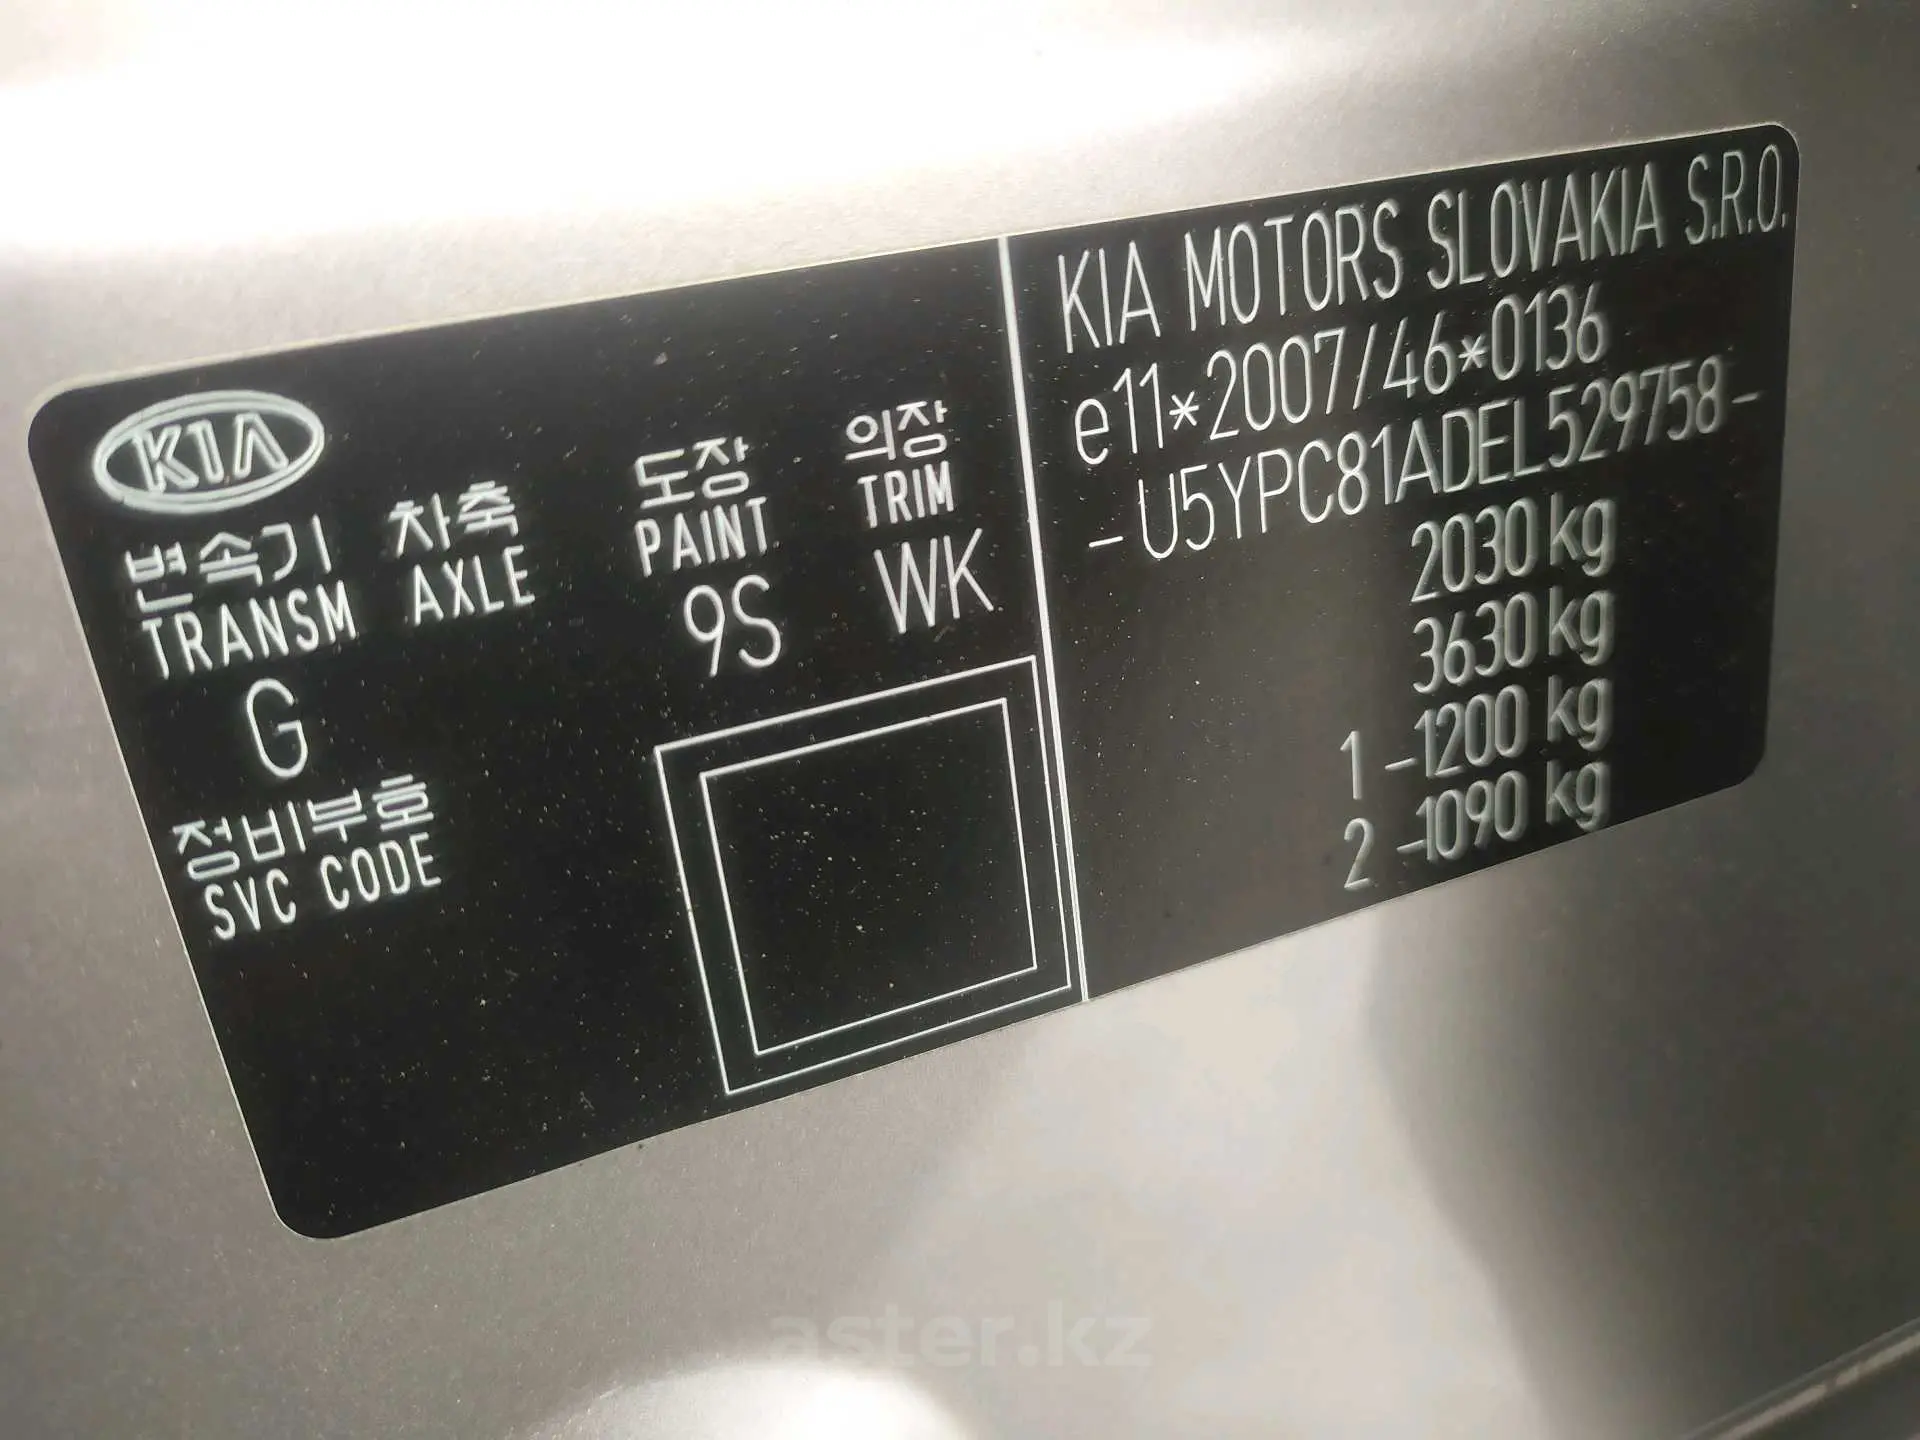 KIA
변속기 차축 도장 의장
TRANSM AXLE PAINT TRIM
G 9S WK
정비부호
SVC CODE
KIA MOTORS SLOVAKIA S.R.O.
e11*2007/46*0136
-U5YPC81ADEL529758-
2030 kg
3630 kg
1 -1200 kg
2 -1090 kg
aster.kz